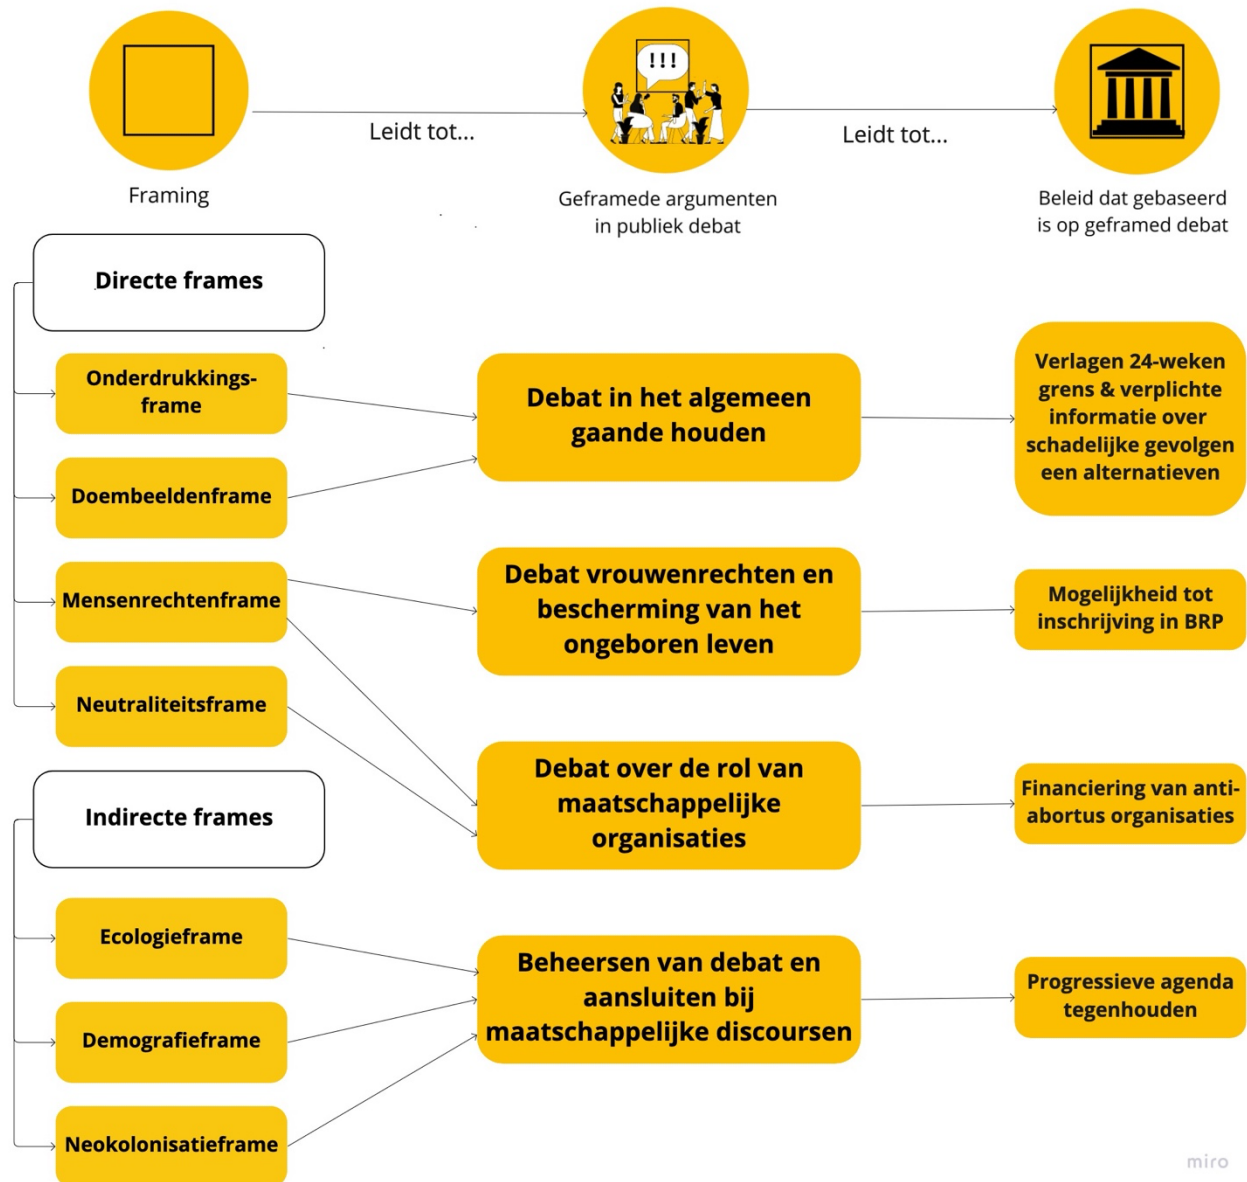 !!!
Leidt tot...
Leidt tot...
Framing
Geframede argumenten
in publiek debat
Beleid dat gebaseerd
is op geframed debat
Directe frames
Onderdrukkings-
frame
Doembeeldenframe
Mensenrechtenframe
Neutraliteitsframe
Indirecte frames
Ecologieframe
Demografieframe
Neokolonisatieframe
Debat in het algemeen
gaande houden
Debat vrouwenrechten en
bescherming van het
ongeboren leven
Debat over de rol van
maatschappelijke
organisaties
Beheersen van debat en
aansluiten bij
maatschappelijke discoursen
Verlagen 24-weken
grens & verplichte
informatie over
schadelijke gevolgen
een alternatieven
Mogelijkheid tot
inschrijving in BRP
Financiering van anti-
abortus organisaties
Progressieve agenda
tegenhouden
miro